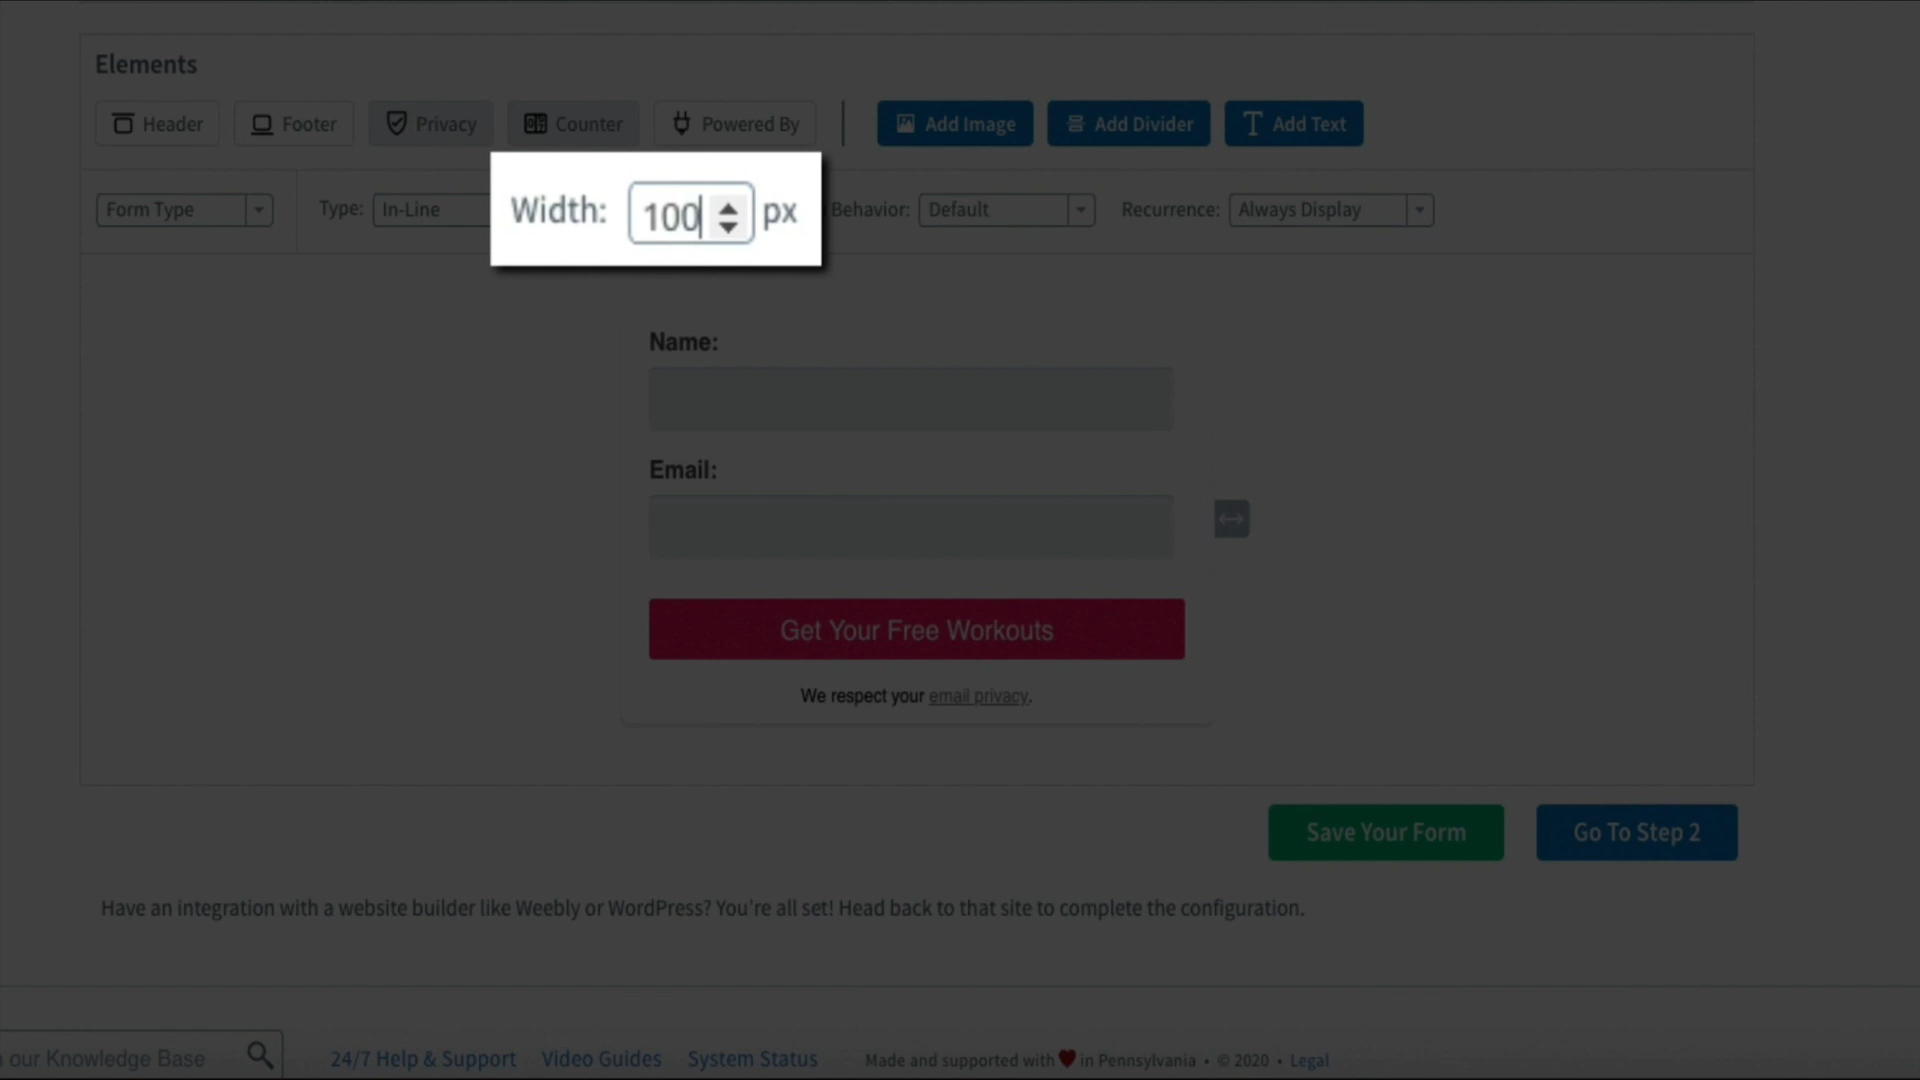 Elements
Header Footer Privacy Counter Powered By Add Image Add Divider Add Text
Form Type Type: In-Line Width: 100 px Behavior: Default Recurrence: Always Display
Name:
Email:
Get Your Free Workouts
We respect your email privacy.
Save Your Form Go To Step 2
Have an integration with a website builder like Weebly or WordPress? You're all set! Head back to that site to complete the configuration.
our Knowledge Base 24/7 Help & Support Video Guides System Status Made and supported with ❤ in Pennsylvania • © 2020 • Legal